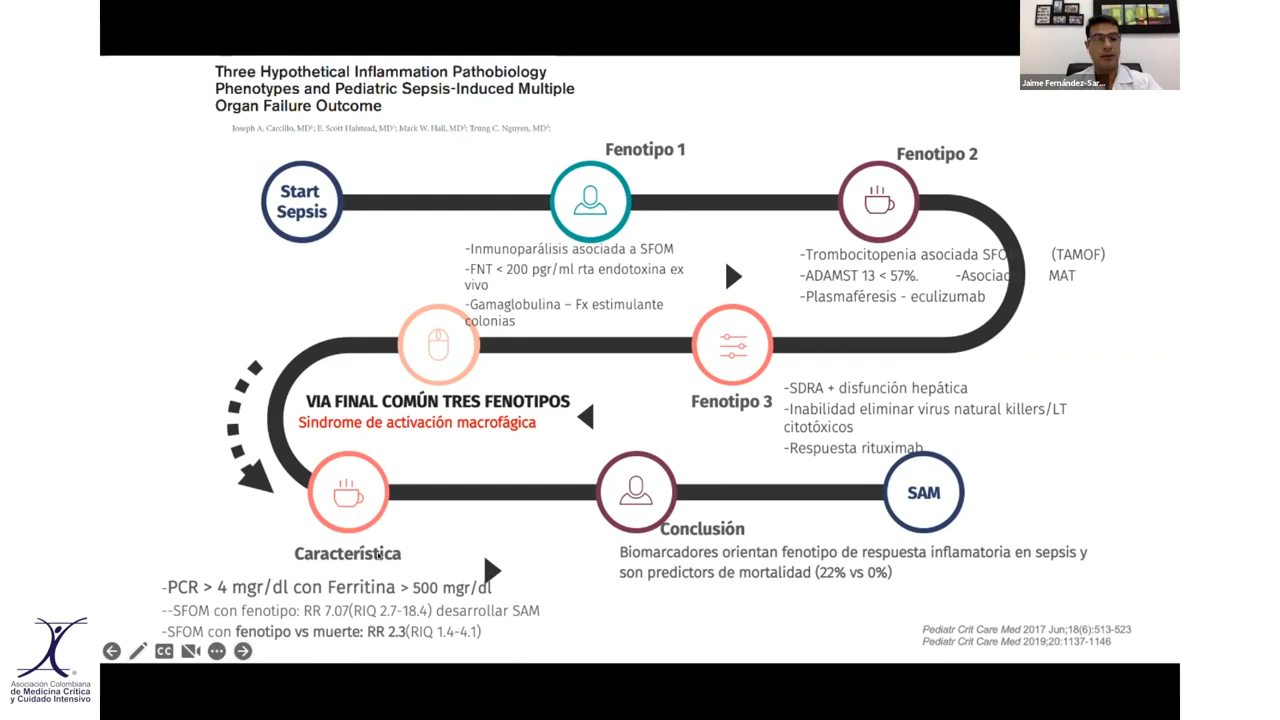 Jaime Fernández-Sar...
Three Hypothetical Inflammation Pathobiology
Phenotypes and Pediatric Sepsis-Induced Multiple
Organ Failure Outcome
Joseph A. Carcillo, MD¹; E. Scott Halstead, MD¹; Mark W. Hall, MD²; Trung C. Nguyen, MD³;
Start
Sepsis
Fenotipo 1
-Inmunoparálisis asociada a SFOM
-FNT < 200 pgr/ml rta endotoxina ex
vivo
-Gamaglobulina – Fx estimulante
colonias
Fenotipo 2
-Trombocitopenia asociada SFO (TAMOF)
-ADAMST 13 < 57%. -Asociad MAT
-Plasmaféresis - eculizumab
Fenotipo 3
-SDRA + disfunción hepática
-Inabilidad eliminar virus natural killers/LT
citotóxicos
-Respuesta rituximab
VIA FINAL COMÚN TRES FENOTIPOS
Sindrome de activación macrofágica
Característica
-PCR > 4 mgr/dl con Ferritina > 500 mgr/dl
--SFOM con fenotipo: RR 7.07(RIQ 2.7-18.4) desarrollar SAM
-SFOM con fenotipo vs muerte: RR 2.3(RIQ 1.4-4.1)
Conclusión
Biomarcadores orientan fenotipo de respuesta inflamatoria en sepsis y
son predictors de mortalidad (22% vs 0%)
SAM
Pediatr Crit Care Med 2017 Jun;18(6):513-523
Pediatr Crit Care Med 2019;20:1137-1146
CC
Asociación Colombiana
de Medicina Crítica
y Cuidado Intensivo